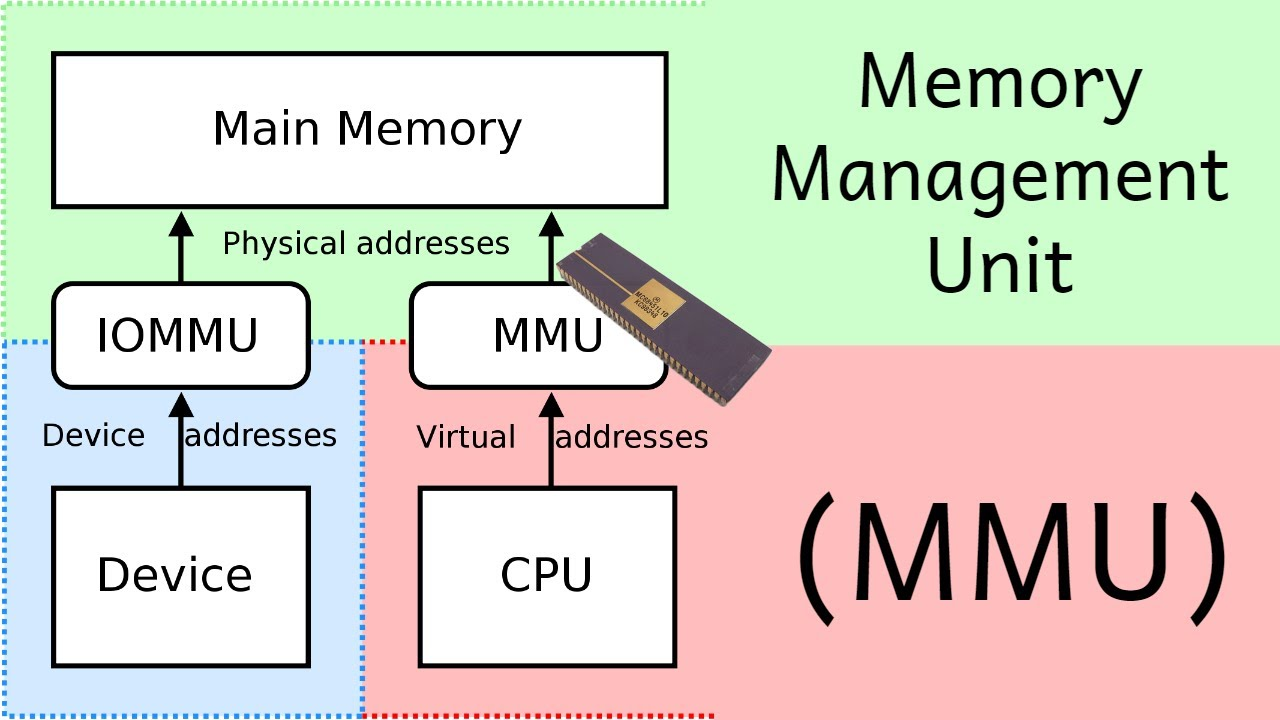 Main Memory
Physical addresses
IOMMU
MMU
Device addresses
Virtual addresses
Device
CPU
Memory
Management
Unit
(MMU)